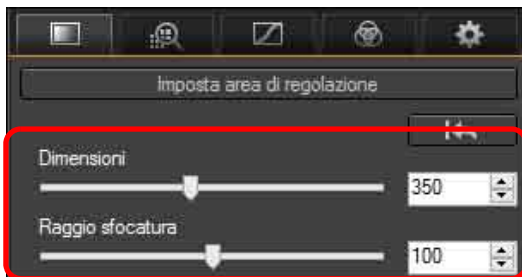 Imposta area di regolazione
Dimensioni
350
Raggio sfocatura
100